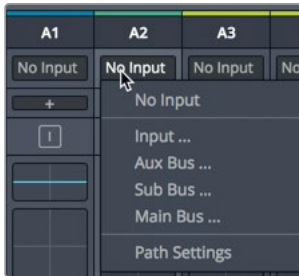 A1 A2 A3
No Input No Input No Input No
+
I
No Input
Input ...
Aux Bus ...
Sub Bus ...
Main Bus ...
Path Settings